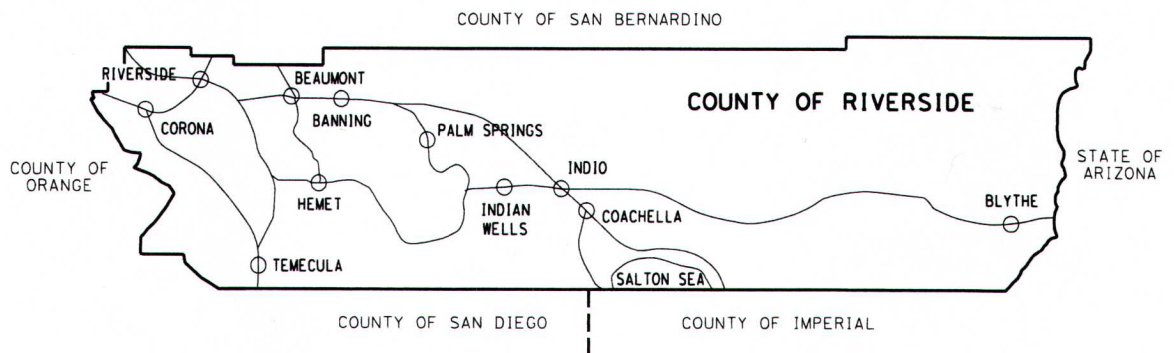 COUNTY OF SAN BERNARDINO
RIVERSIDE
BEAUMONT
COUNTY OF RIVERSIDE
BANNING
CORONA
PALM SPRINGS
COUNTY OF
ORANGE
STATE OF
ARIZONA
INDIO
HEMET
INDIAN
WELLS
COACHELLA
BLYTHE
TEMECULA
SALTON SEA
COUNTY OF SAN DIEGO
COUNTY OF IMPERIAL